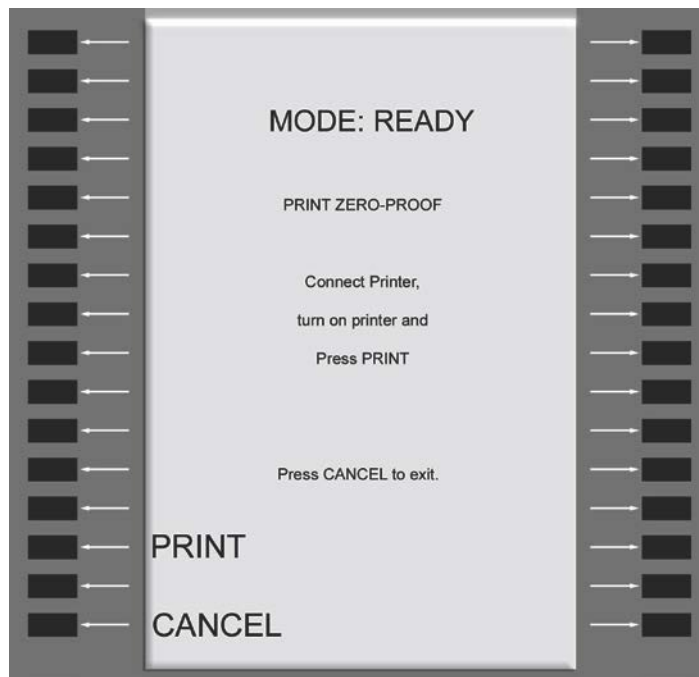 MODE: READY
PRINT ZERO-PROOF
Connect Printer,
turn on printer and
Press PRINT
Press CANCEL to exit.
PRINT
CANCEL